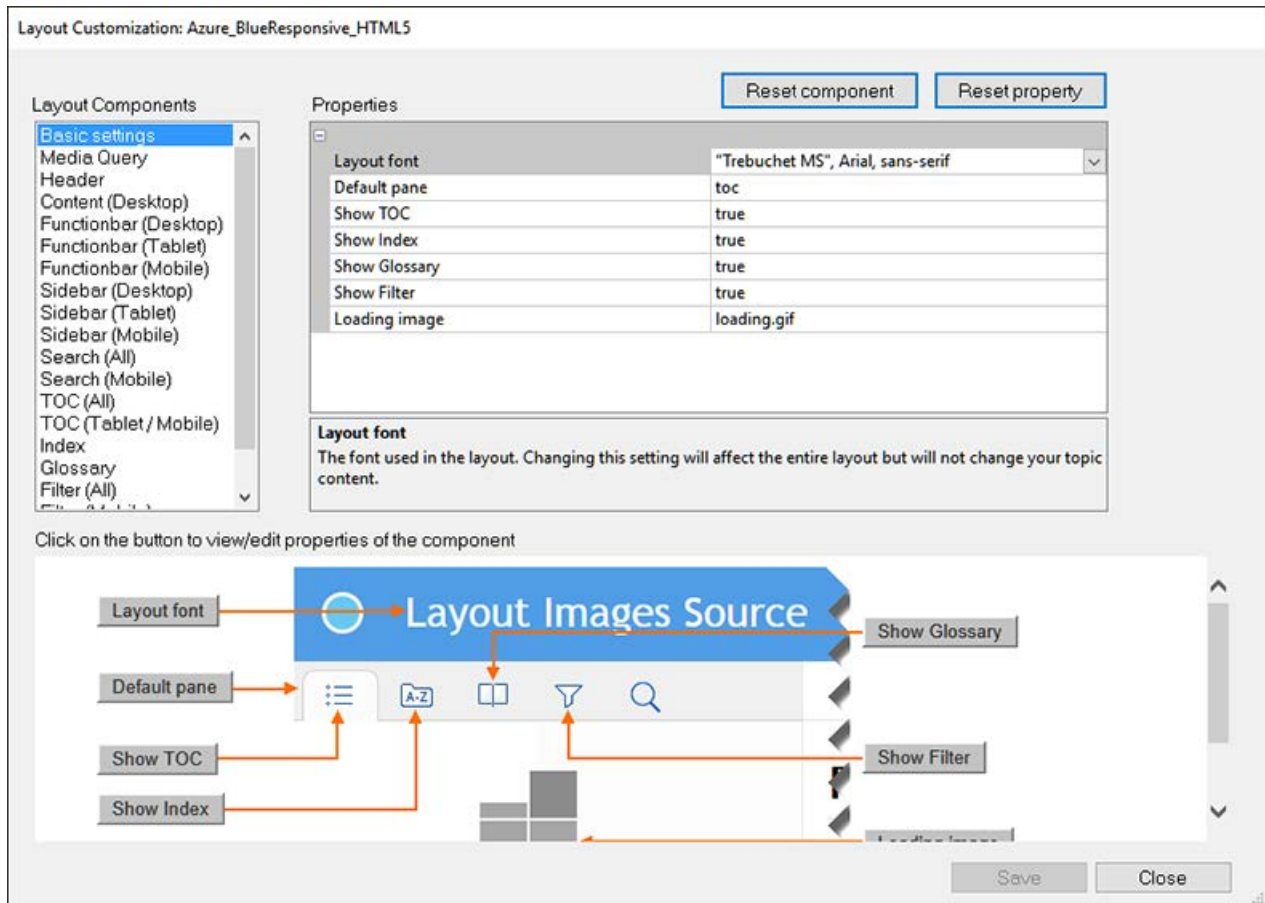 Layout Customization: Azure_BlueResponsive_HTML5
Reset component
Reset property
Layout Components
Properties
Basic settings
Media Query
Header
Content (Desktop)
Functionbar (Desktop)
Functionbar (Tablet)
Functionbar (Mobile)
Sidebar (Desktop)
Sidebar (Tablet)
Sidebar (Mobile)
Search (All)
Search (Mobile)
TOC (All)
TOC (Tablet / Mobile)
Index
Glossary
Filter (All)
Layout font "Trebuchet MS", Arial, sans-serif
Default pane toc
Show TOC true
Show Index true
Show Glossary true
Show Filter true
Loading image loading.gif
Layout font
The font used in the layout. Changing this setting will affect the entire layout but will not change your topic
content.
Click on the button to view/edit properties of the component
Layout font
Layout Images Source
Show Glossary
Default pane
A-Z
Show TOC
Show Filter
Show Index
Save
Close